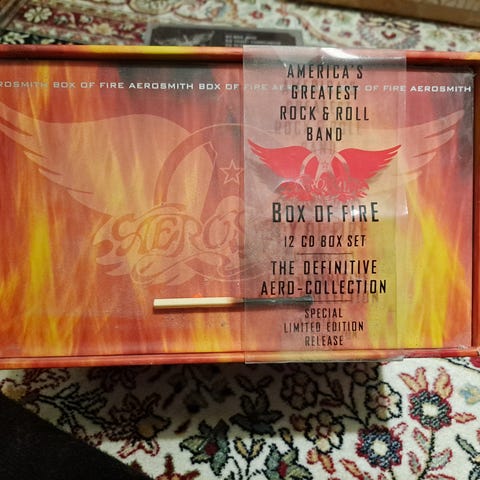 ROSMITH BOX OF FIRE AEROSMITH BOX OF FIRE AEROSMITH BOX OF FIRE AEROSMITH
AMERICA'S
GREATEST
ROCK & ROLL
BAND
AEROSMITH
BOX OF FIRE
12 CD BOX SET
THE DEFINITIVE
AERO-COLLECTION
SPECIAL
LIMITED EDITION
RELEASE